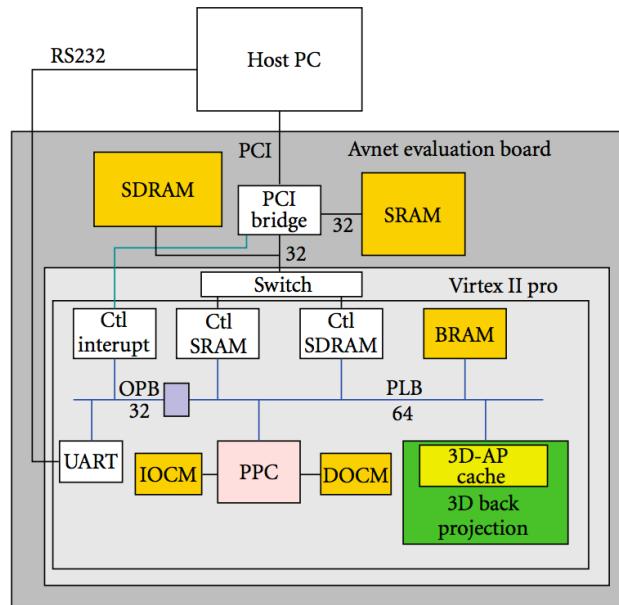 RS232
Host PC
PCI
Avnet evaluation board
SDRAM
PCI
bridge
32
SRAM
32
Switch
Virtex II pro
Ctl
interupt
Ctl
SRAM
Ctl
SDRAM
BRAM
OPB
32
PLB
64
UART
IOCM
PPC
DOCM
3D-AP
cache
3D back
projection